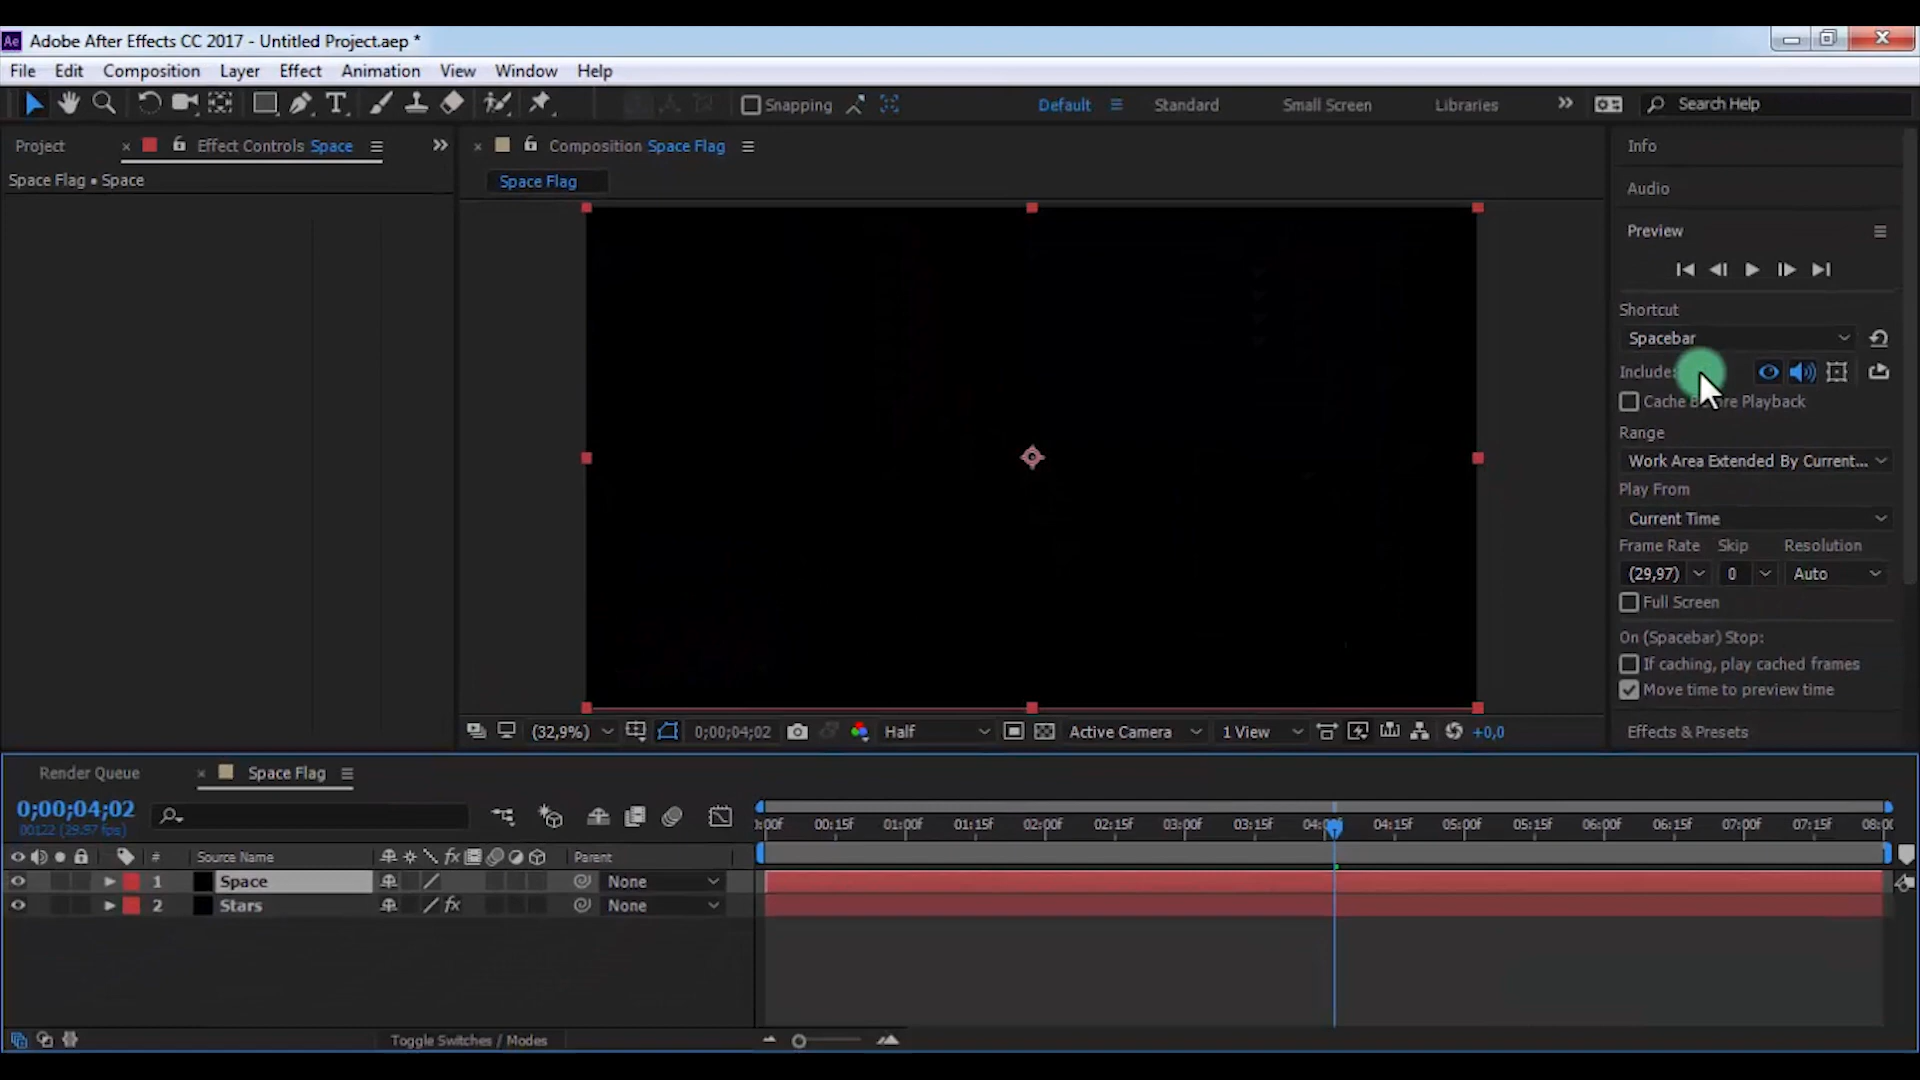 Ae Adobe After Effects CC 2017 - Untitled Project.aep *
File Edit Composition Layer Effect Animation View Window Help
Snapping Default Standard Small Screen Libraries Search Help
Project Effect Controls Space
Composition Space Flag
Info
Space Flag • Space
Space Flag
Audio
Preview
Shortcut
Spacebar
Include:
Cache Before Playback
Range
Work Area Extended By Current...
Play From
Current Time
Frame Rate Skip Resolution
(29,97) 0 Auto
Full Screen
On (Spacebar) Stop:
If caching, play cached frames
Move time to preview time
(32,9%) 0;00;04;02 Half Active Camera 1 View +0,0
Effects & Presets
Render Queue Space Flag
0;00;04;02
00122 (29.97 fps)
:00f 00:15f 01:00f 01:15f 02:00f 02:15f 03:00f 03:15f 04:00f 04:15f 05:00f 05:15f 06:00f 06:15f 07:00f 07:15f 08:00
# Source Name fx Parent
1 Space None
2 Stars fx None
Toggle Switches / Modes